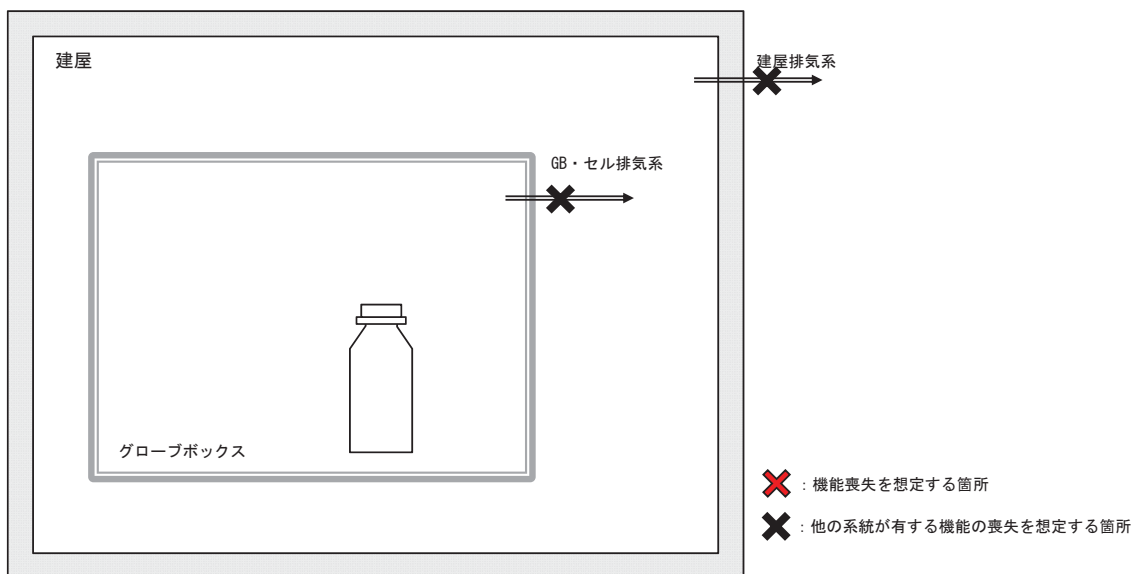 建屋
建屋排気系
GB・セル排気系
グローブボックス
：機能喪失を想定する箇所
：他の系統が有する機能の喪失を想定する箇所